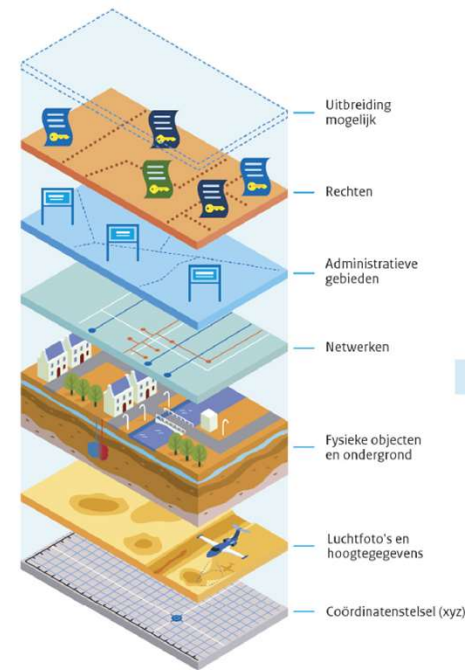 Uitbreiding
mogelijk
Rechten
Administratieve
gebieden
Netwerken
Fysieke objecten
en ondergrond
Luchtfoto's en
hoogtegegevens
Coördinatenstelsel (xyz)